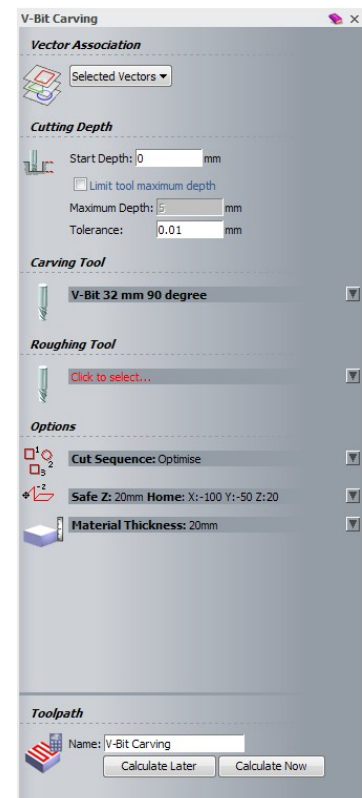 V-Bit Carving
Vector Association
Selected Vectors
Cutting Depth
Start Depth: 0 mm
Limit tool maximum depth
Maximum Depth: 5 mm
Tolerance: 0.01 mm
Carving Tool
V-Bit 32 mm 90 degree
Roughing Tool
Click to select...
Options
Cut Sequence: Optimise
Safe Z: 20mm Home: X:-100 Y:-50 Z:20
Material Thickness: 20mm
Toolpath
Name: V-Bit Carving
Calculate Later Calculate Now